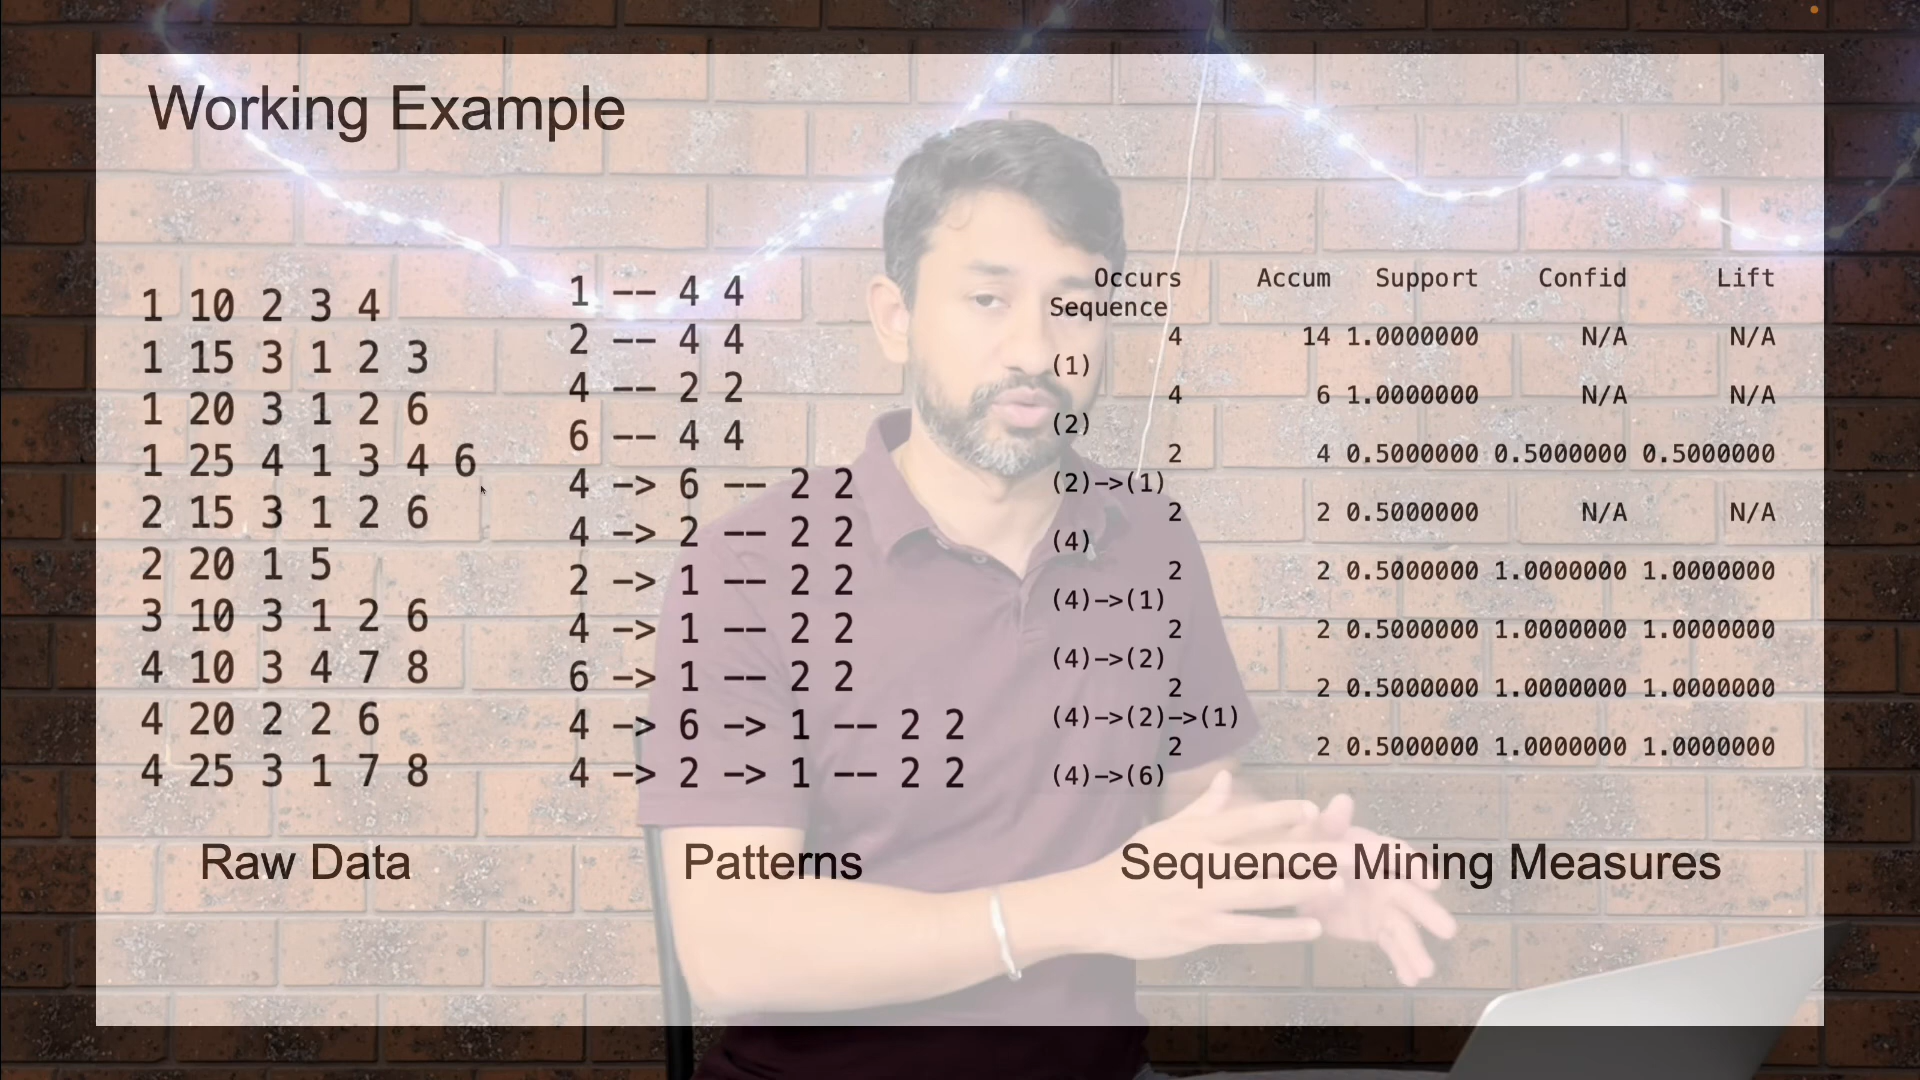 Working Example
1 10 2 3 4
1 15 3 1 2 3
1 20 3 1 2 6
1 25 4 1 3 4 6
2 15 3 1 2 6
2 20 1 5
3 10 3 1 2 6
4 10 3 4 7 8
4 20 2 2 6
4 25 3 1 7 8
Raw Data
1 -- 4 4
2 -- 4 4
4 -- 2 2
6 -- 4 4
4 -> 6 -- 2 2
4 -> 2 -- 2 2
2 -> 1 -- 2 2
4 -> 1 -- 2 2
6 -> 1 -- 2 2
4 -> 6 -> 1 -- 2 2
4 -> 2 -> 1 -- 2 2
Patterns
Occurs Accum Support Confid Lift
Sequence
4 14 1.0000000 N/A N/A
(1)
4 6 1.0000000 N/A N/A
(2)
2 4 0.5000000 0.5000000 0.5000000
(2)->(1)
2 2 0.5000000 N/A N/A
(4)
2 2 0.5000000 1.0000000 1.0000000
(4)->(1)
2 2 0.5000000 1.0000000 1.0000000
(4)->(2)
2 2 0.5000000 1.0000000 1.0000000
(4)->(2)->(1)
2 2 0.5000000 1.0000000 1.0000000
(4)->(6)
Sequence Mining Measures